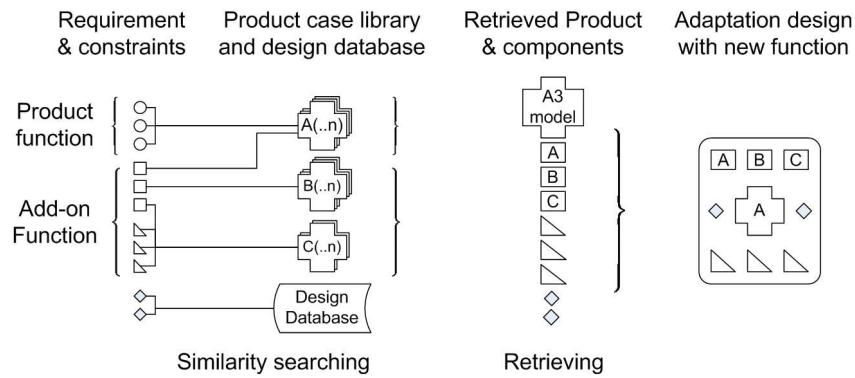 Requirement
& constraints
Product case library
and design database
Retrieved Product
& components
Adaptation design
with new function
Product
function
Add-on
Function
A(..n)
B(..n)
C(..n)
Design
Database
A3
model
A
B
C
A B C
A
Similarity searching
Retrieving